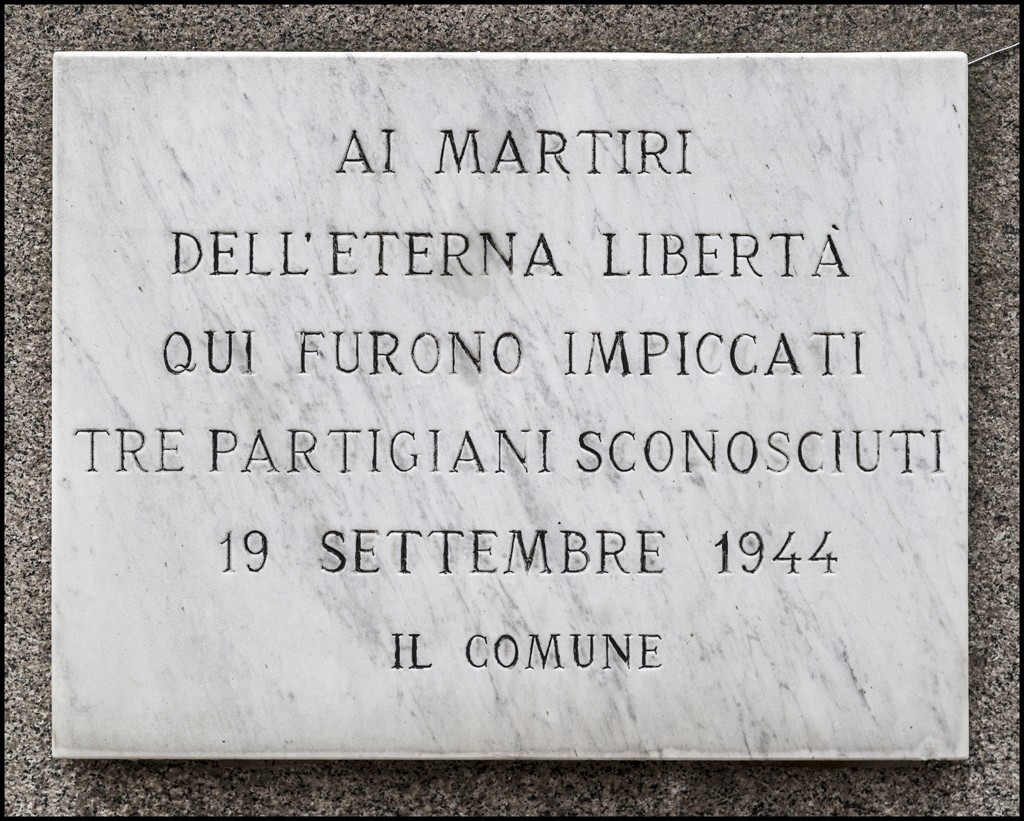 AI MARTIRI
DELL'ETERNA LIBERTÀ
QUI FURONO IMPICCATI
TRE PARTIGIANI SCONOSCIUTI
19 SETTEMBRE 1944
IL COMUNE